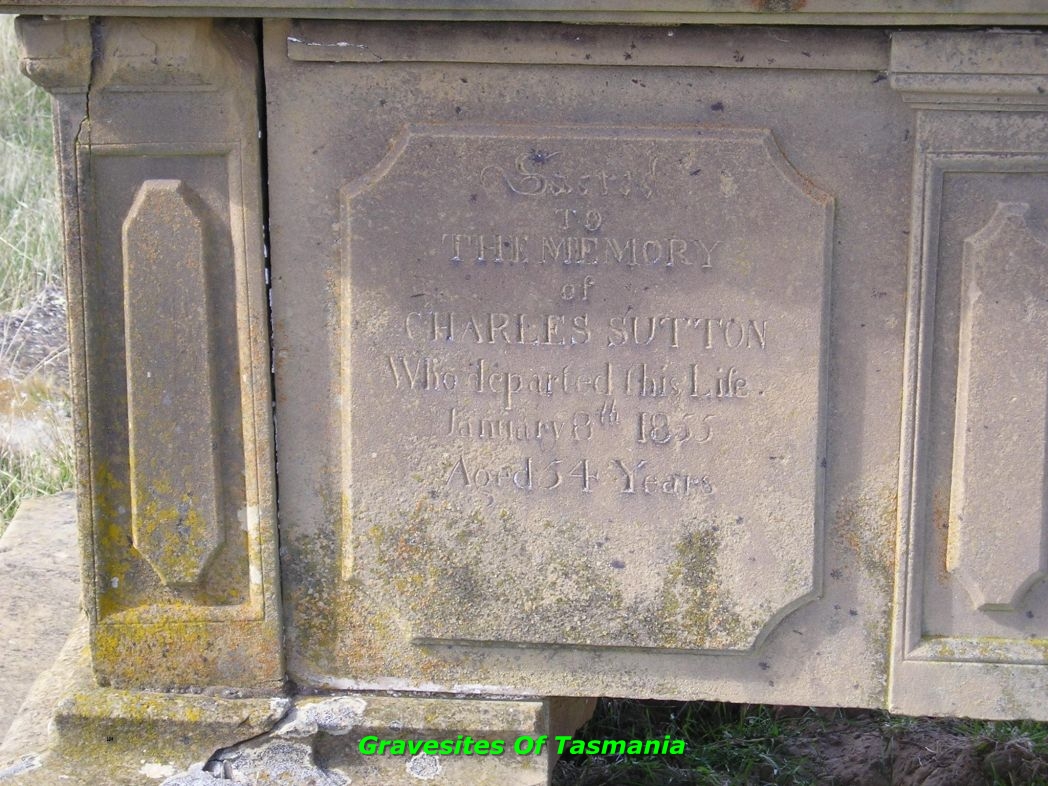 Sacred
TO
THE MEMORY
of
CHARLES SUTTON
Who departed this Life
January 8th 1855
Aged 54 Years
Gravesites Of Tasmania